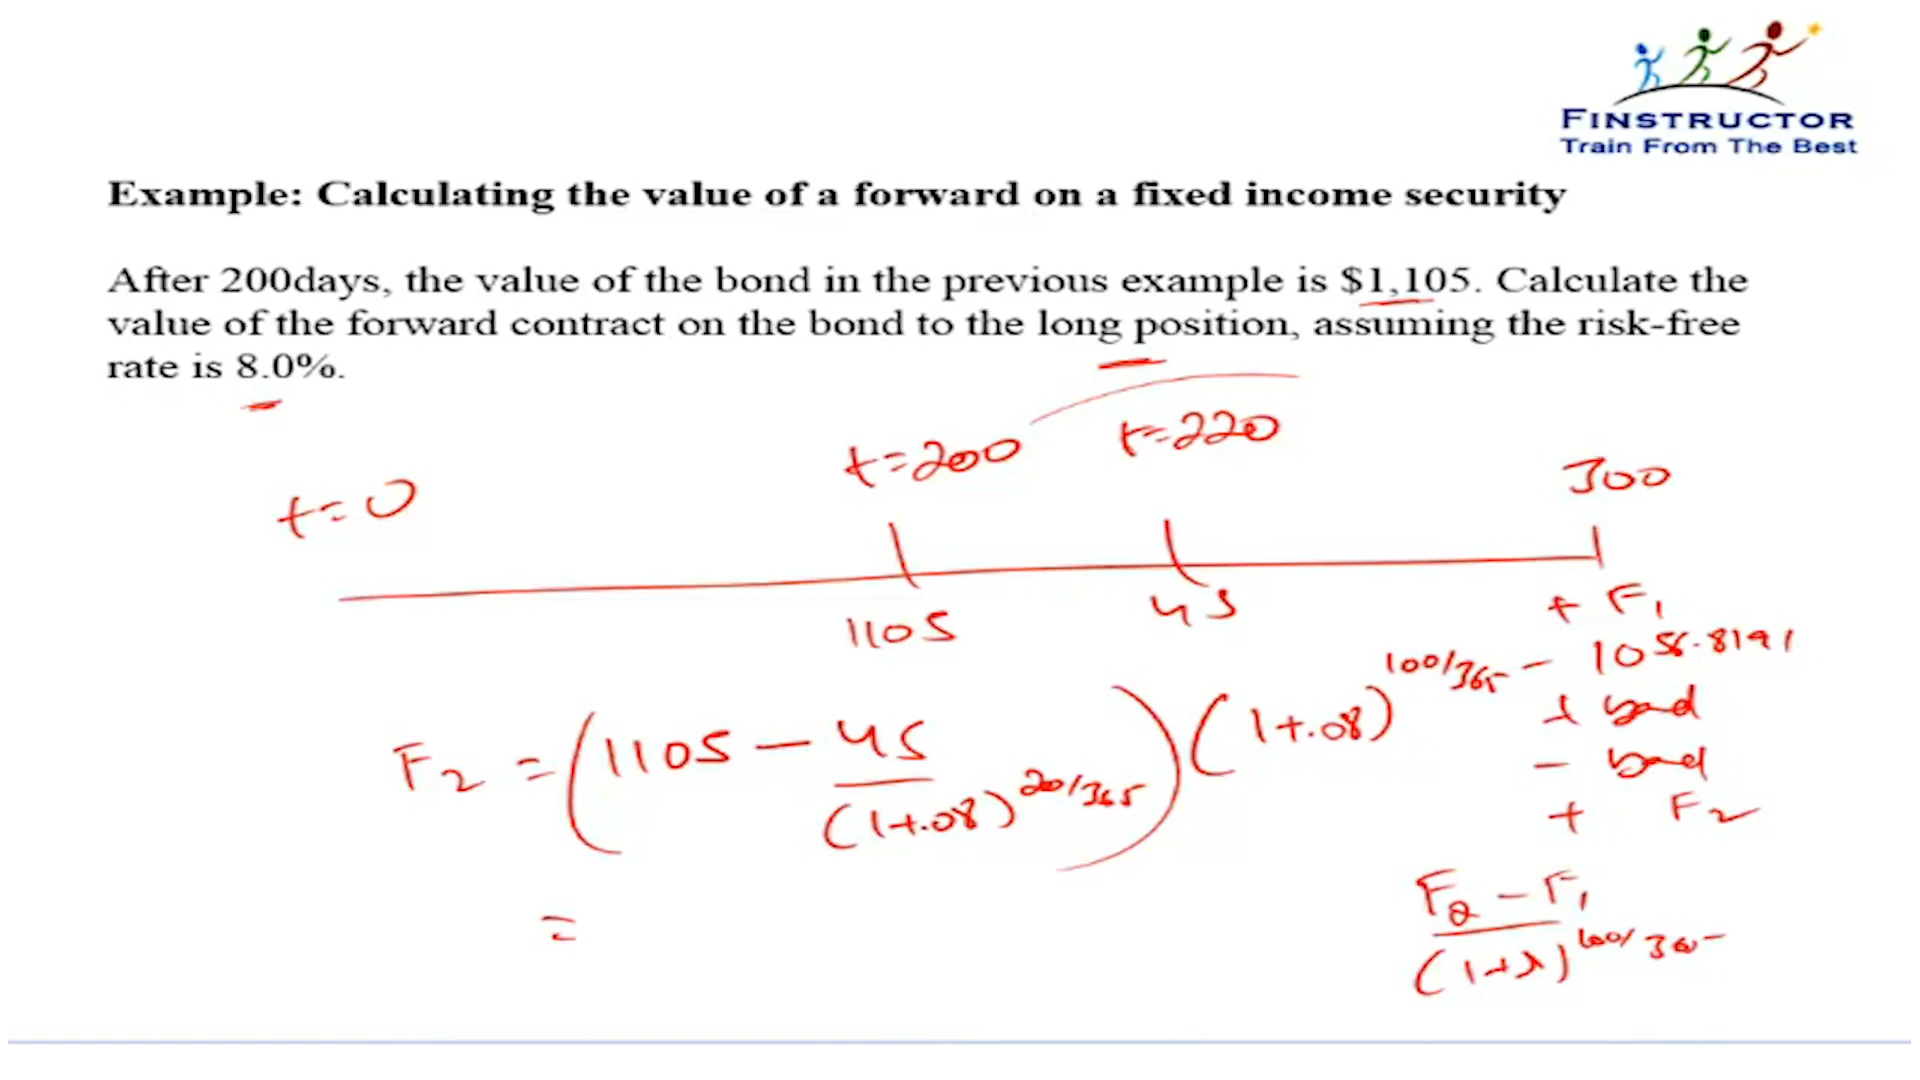 FINSTRUCTOR
Train From The Best
Example: Calculating the value of a forward on a fixed income security
After 200days, the value of the bond in the previous example is $1,105. Calculate the
value of the forward contract on the bond to the long position, assuming the risk-free
rate is 8.0%.
t=0
t=200
t=220
300
1105
45
+ F1
- 1056.8191
+ bond
- bond
+ F2
F2 = (1105 - 45/(1+.08)^20/365)(1+.08)^100/365
=
F2 - F1
(1+r)^100/365